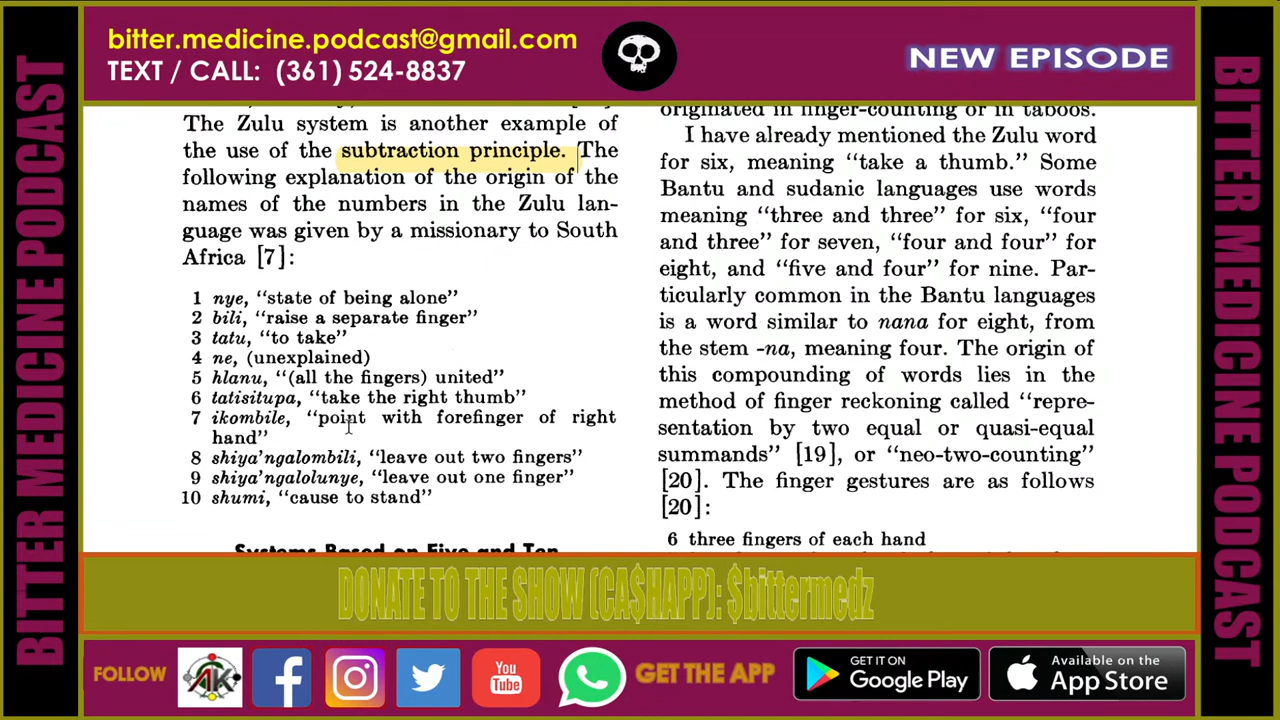 bitter.medicine.podcast@gmail.com
TEXT / CALL: (361) 524-8837
NEW EPISODE
BITTER MEDICINE PODCAST
The Zulu system is another example of
the use of the subtraction principle. The
following explanation of the origin of the
names of the numbers in the Zulu lan-
guage was given by a missionary to South
Africa [7]:
1 nye, “state of being alone”
2 bili, “raise a separate finger”
3 tatu, “to take”
4 ne, (unexplained)
5 hlanu, “(all the fingers) united”
6 tatisitupa, “take the right thumb”
7 ikombile, “point with forefinger of right
hand”
8 shiya’ngalombili, “leave out two fingers”
9 shiya’ngalolunye, “leave out one finger”
10 shumi, “cause to stand”
Systems Based on Five and Ten
originated in finger-counting or in taboos.
I have already mentioned the Zulu word
for six, meaning “take a thumb.” Some
Bantu and sudanic languages use words
meaning “three and three” for six, “four
and three” for seven, “four and four” for
eight, and “five and four” for nine. Par-
ticularly common in the Bantu languages
is a word similar to nana for eight, from
the stem -na, meaning four. The origin of
this compounding of words lies in the
method of finger reckoning called “repre-
sentation by two equal or quasi-equal
summands” [19], or “neo-two-counting”
[20]. The finger gestures are as follows
[20]:
6 three fingers of each hand
BITTER MEDICINE PODCAST
DONATE TO THE SHOW (CA$HAPP): $bittermedz
FOLLOW
You
Tube
GET THE APP
GET IT ON
Google Play
Available on the
App Store